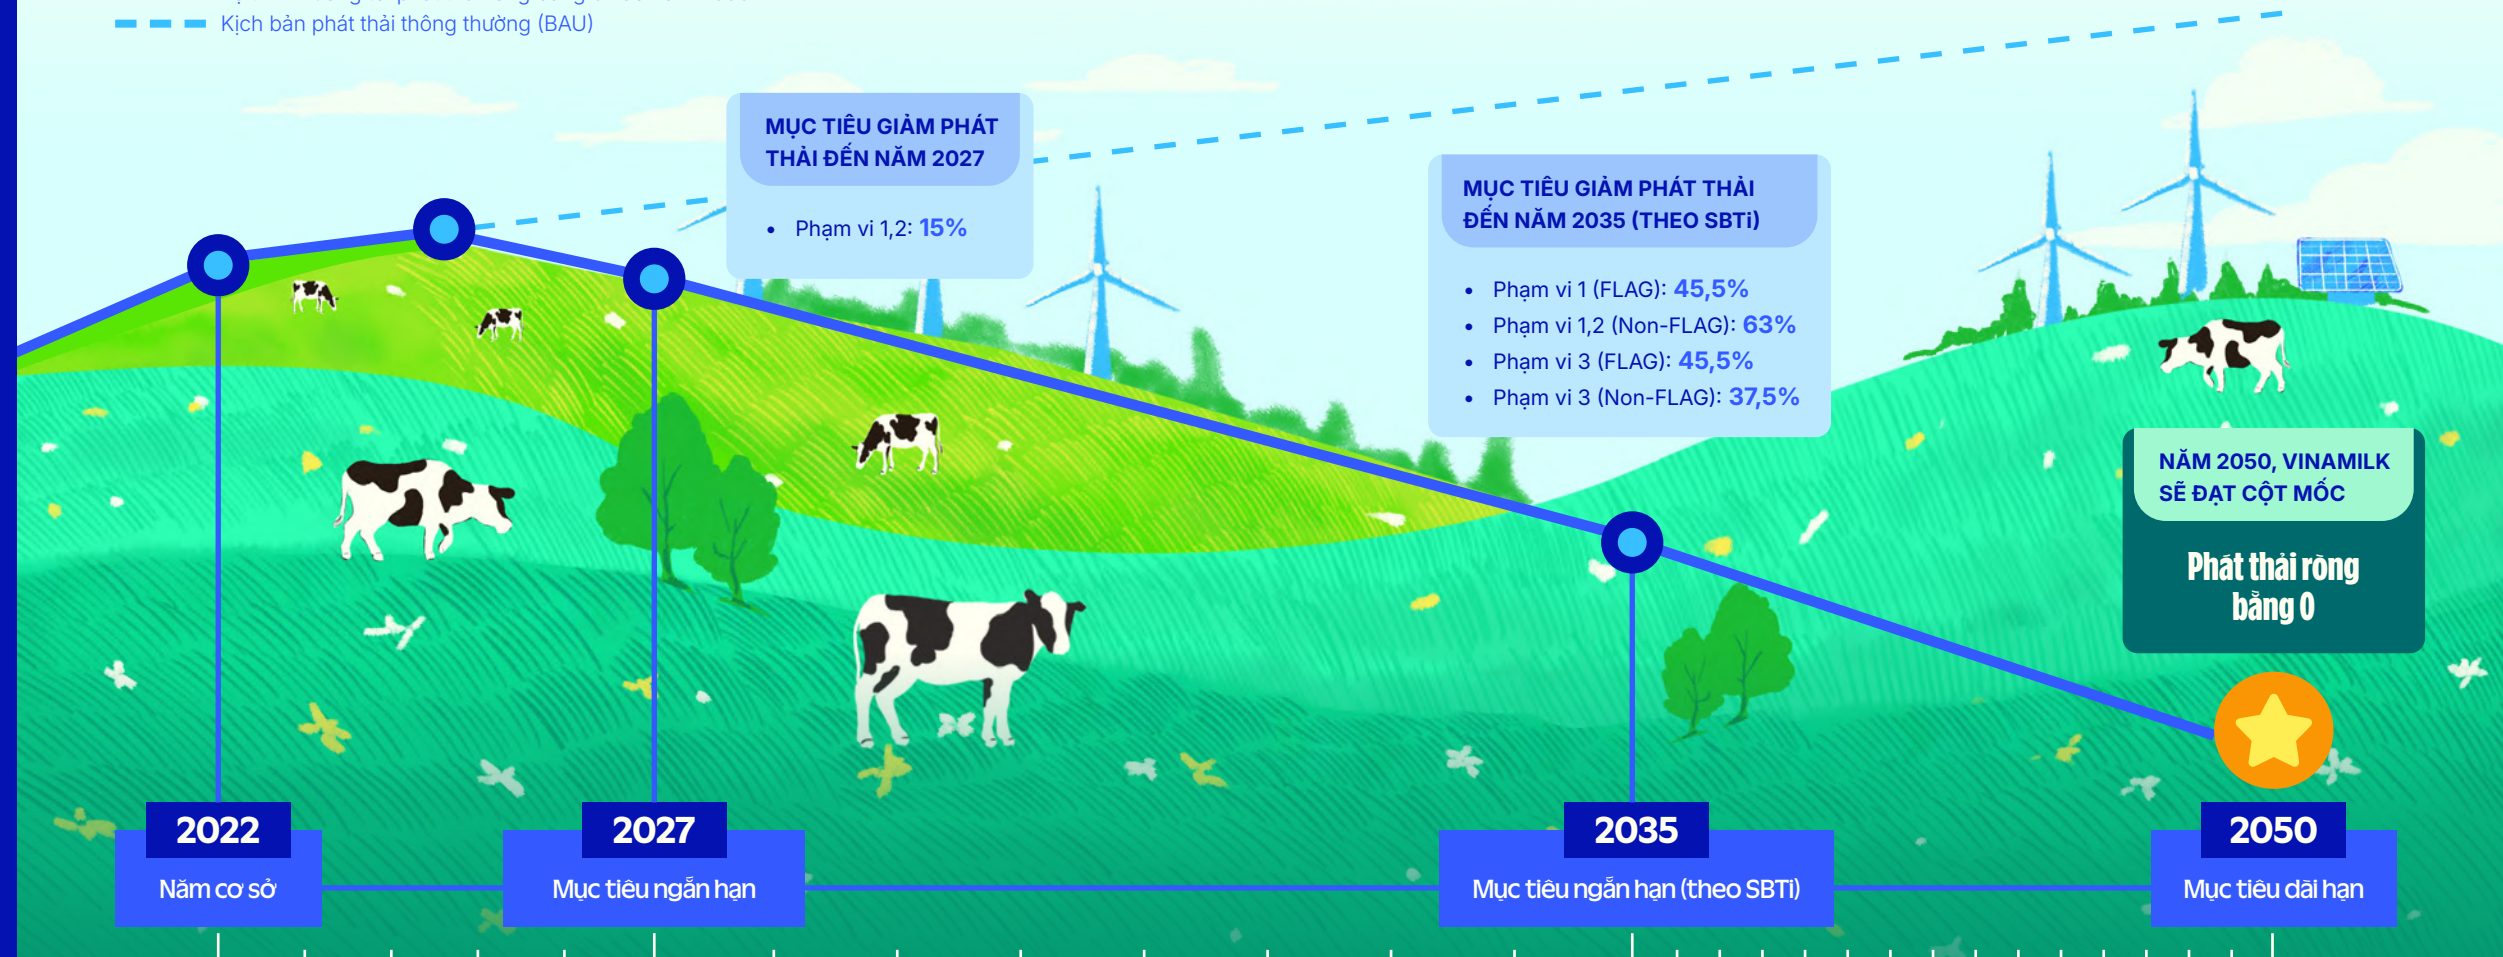 Kịch bản phát thải thông thường (BAU)
MỤC TIÊU GIẢM PHÁT
THẢI ĐẾN NĂM 2027
• Phạm vi 1,2: 15%
MỤC TIÊU GIẢM PHÁT THẢI
ĐẾN NĂM 2035 (THEO SBTi)
• Phạm vi 1 (FLAG): 45,5%
• Phạm vi 1,2 (Non-FLAG): 63%
• Phạm vi 3 (FLAG): 45,5%
• Phạm vi 3 (Non-FLAG): 37,5%
NĂM 2050, VINAMILK
SẼ ĐẠT CỘT MỐC
Phát thải ròng
bằng 0
2022
Năm cơ sở
2027
Mục tiêu ngắn hạn
2035
Mục tiêu ngắn hạn (theo SBTi)
2050
Mục tiêu dài hạn